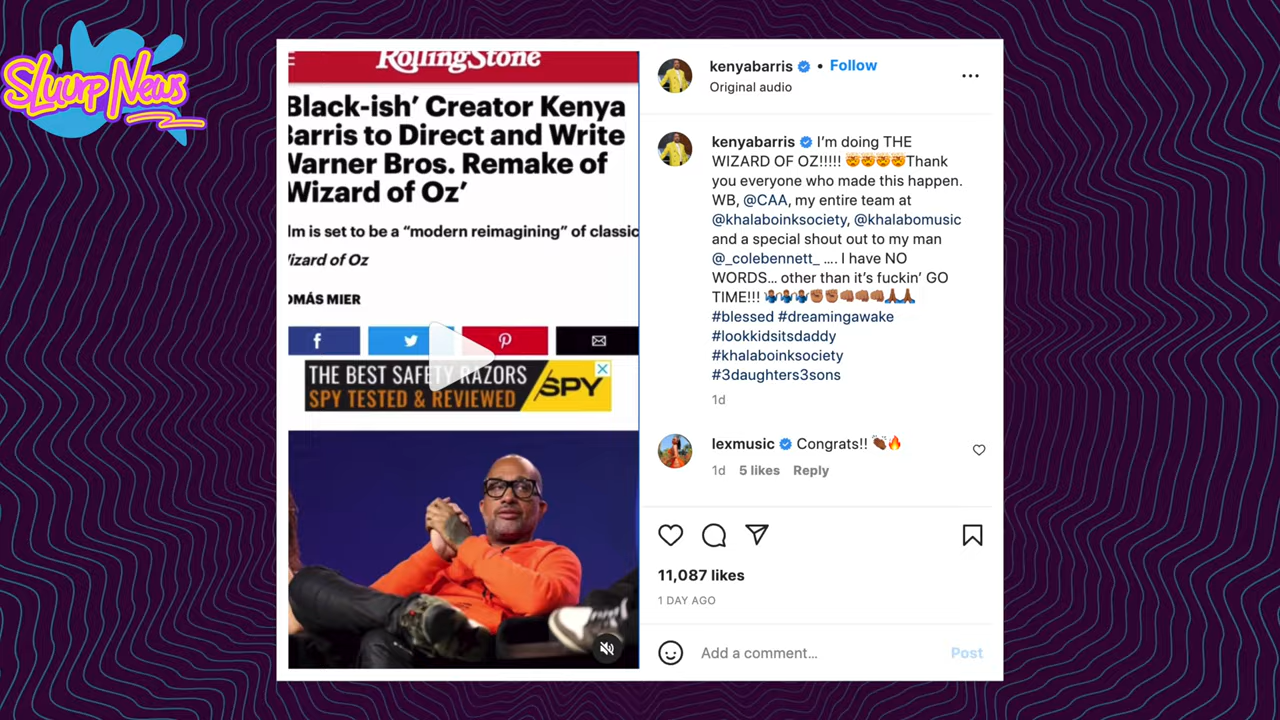 SLuurp News
RollingStone
Black-ish’ Creator Kenya
Barris to Direct and Write
Warner Bros. Remake of
Wizard of Oz’
lm is set to be a “modern reimagining” of classic
izard of Oz
OMÁS MIER
THE BEST SAFETY RAZORS
SPY TESTED & REVIEWED
SPY
kenyabarris • Follow
Original audio
kenyabarris I’m doing THE
WIZARD OF OZ!!!!! 🤯🤯🤯🤯Thank
you everyone who made this happen.
WB, @CAA, my entire team at
@khalaboinksociety, @khalabomusic
and a special shout out to my man
@_colebennett_ .... I have NO
WORDS... other than it’s fuckin’ GO
TIME!!! 🤷🏾‍♂️🤷🏾‍♂️🤷🏾‍♂️✊🏾✊🏾👊🏾👊🏾👊🏾🙏🏾🙏🏾
#blessed #dreamingawake
#lookkidsitsdaddy
#khalaboinksociety
#3daughters3sons
1d
lexmusic Congrats!! 👏🏾🔥
1d 5 likes Reply
11,087 likes
1 DAY AGO
Add a comment... Post